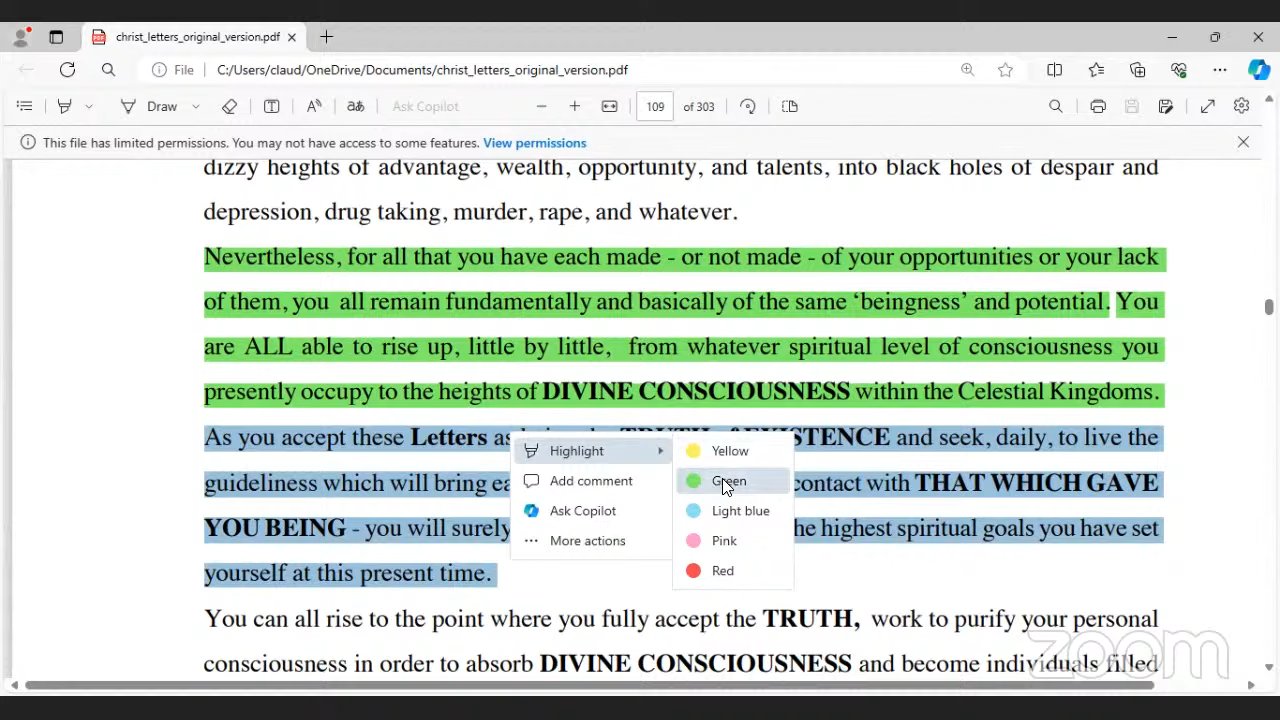 christ_letters_original_version.pdf
File C:/Users/claud/OneDrive/Documents/christ_letters_original_version.pdf
Draw A aあ Ask Copilot 109 of 303
This file has limited permissions. You may not have access to some features. View permissions
dizzy heights of advantage, wealth, opportunity, and talents, into black holes of despair and
depression, drug taking, murder, rape, and whatever.
Nevertheless, for all that you have each made - or not made - of your opportunities or your lack
of them, you all remain fundamentally and basically of the same ‘beingness’ and potential. You
are ALL able to rise up, little by little, from whatever spiritual level of consciousness you
presently occupy to the heights of DIVINE CONSCIOUSNESS within the Celestial Kingdoms.
As you accept these Letters as EXISTENCE and seek, daily, to live the
guideliness which will bring contact with THAT WHICH GAVE
YOU BEING - you will surely the highest spiritual goals you have set
yourself at this present time.
Highlight
Add comment
Ask Copilot
More actions
Yellow
Green
Light blue
Pink
Red
You can all rise to the point where you fully accept the TRUTH, work to purify your personal
consciousness in order to absorb DIVINE CONSCIOUSNESS and become individuals filled
zoom